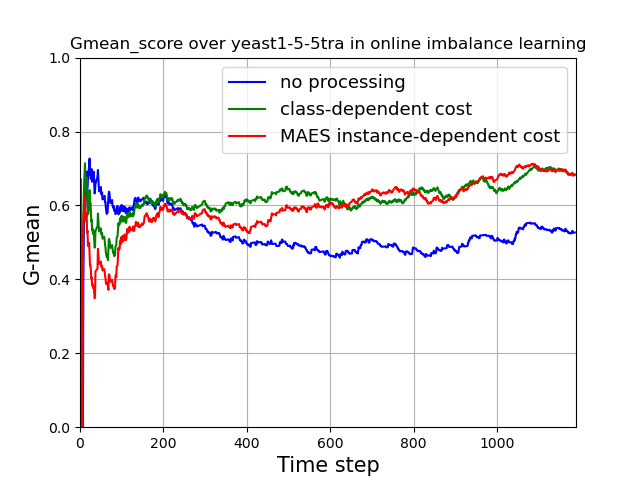 Gmean_score over yeast1-5-5tra in online imbalance learning
1.0
no processing
class-dependent cost
MAES instance-dependent cost
0.8
0.6
G-mean
0.4
0.2
0.0
0 200 400 600 800 1000
Time step